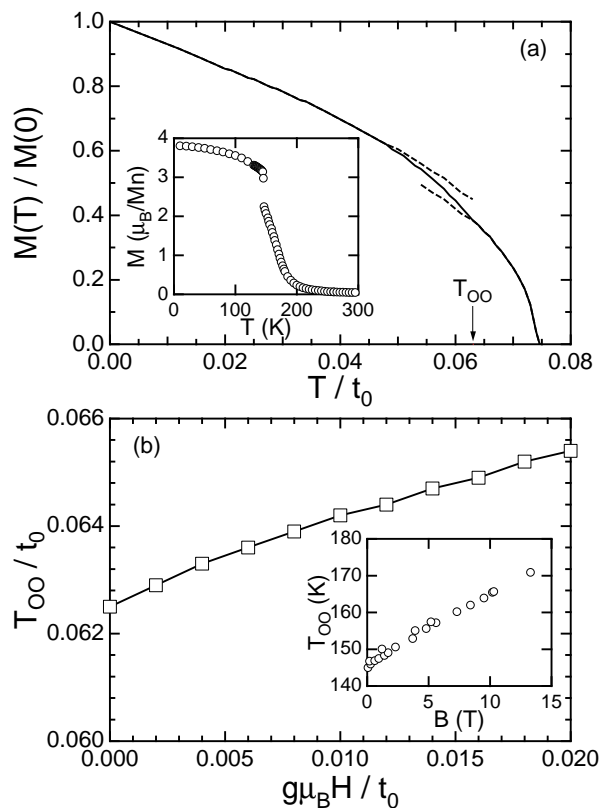 (a)
1.0
0.8
0.6
0.4
0.2
0.0
M(T) / M(0)
0.00 0.02 0.04 0.06 0.08
T / t₀
T_OO
4
3
2
1
0
M (μ_B/Mn)
0 100 200 300
T (K)
(b)
0.066
0.064
0.062
0.060
T_OO / t₀
0.000 0.005 0.010 0.016 0.020
gμ_BH / t₀
180
170
160
150
140
T_OO (K)
0 5 10 15
B (T)